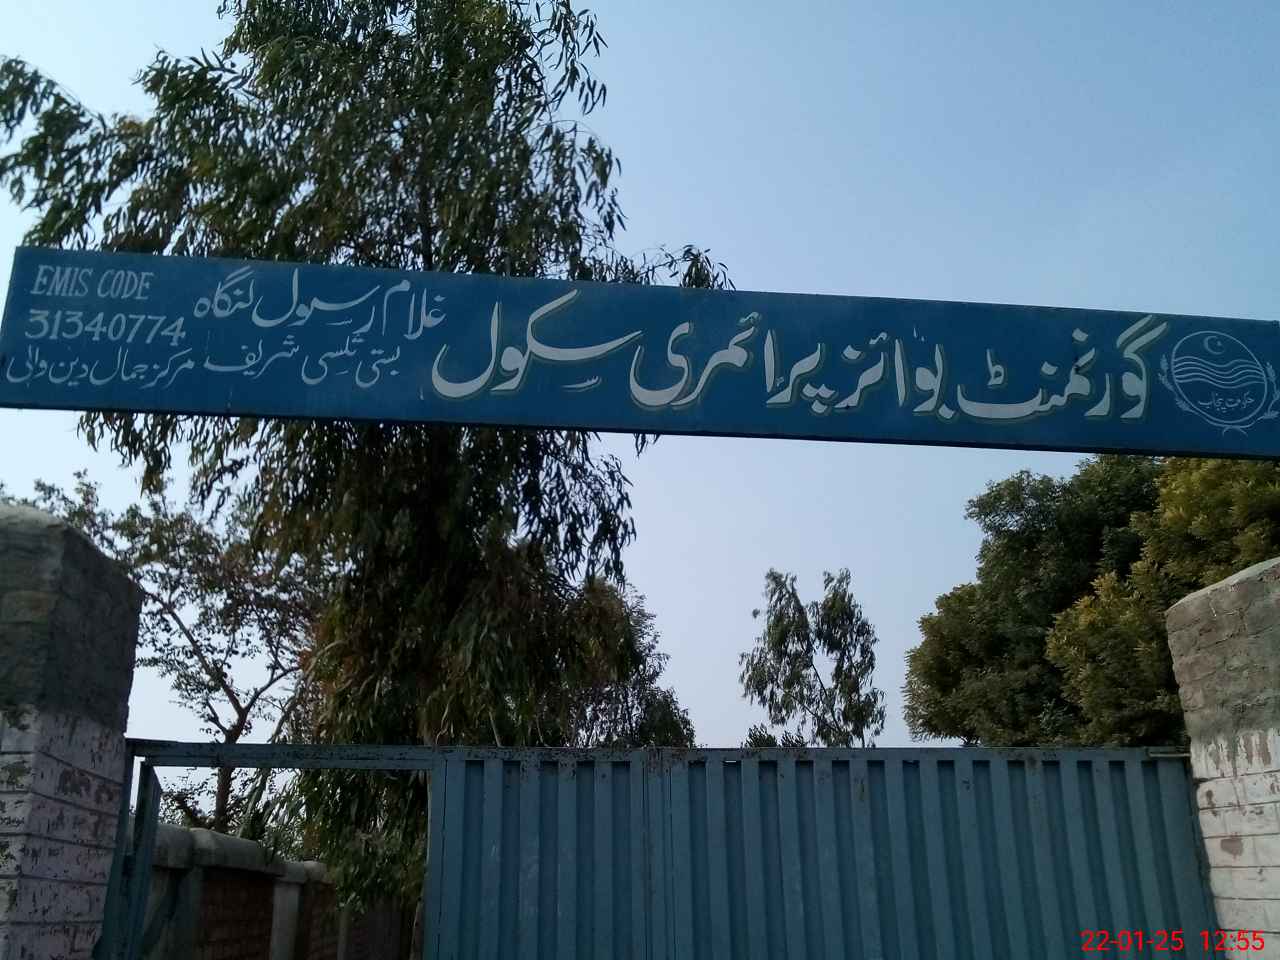 حکومت پنجاب
گورنمنٹ بوائز پرائمری سکول
غلام رسول لنگاہ
بستی ثلسی شریف مرکز جمال دین والی
EMIS CODE
31340774
22-01-25 12:55